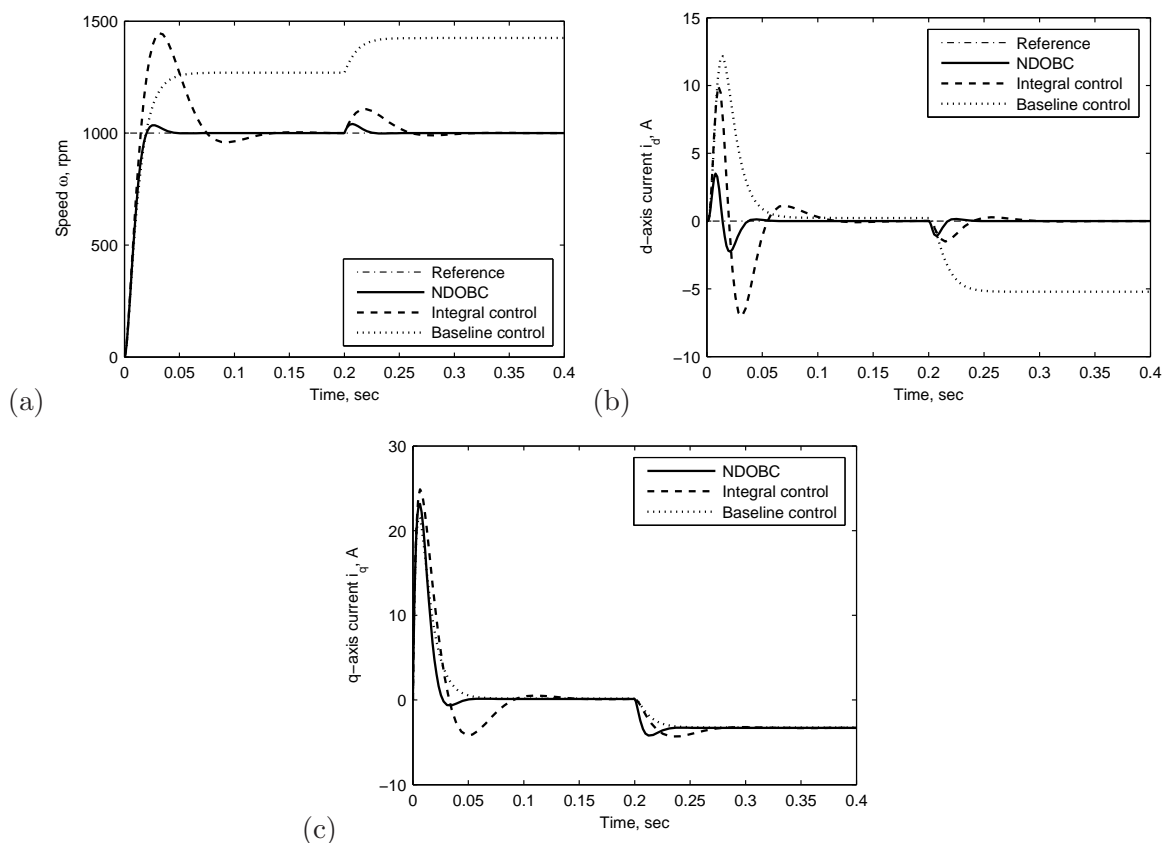 1500
1000
500
0
Speed ω, rpm
Reference
NDOBC
Integral control
Baseline control
0 0.05 0.1 0.15 0.2 0.25 0.3 0.35 0.4
Time, sec
(a)
15
10
5
0
−5
−10
d−axis current i_d, A
Reference
NDOBC
Integral control
Baseline control
0 0.05 0.1 0.15 0.2 0.25 0.3 0.35 0.4
Time, sec
(b)
30
20
10
0
−10
q−axis current i_q, A
NDOBC
Integral control
Baseline control
0 0.05 0.1 0.15 0.2 0.25 0.3 0.35 0.4
Time, sec
(c)